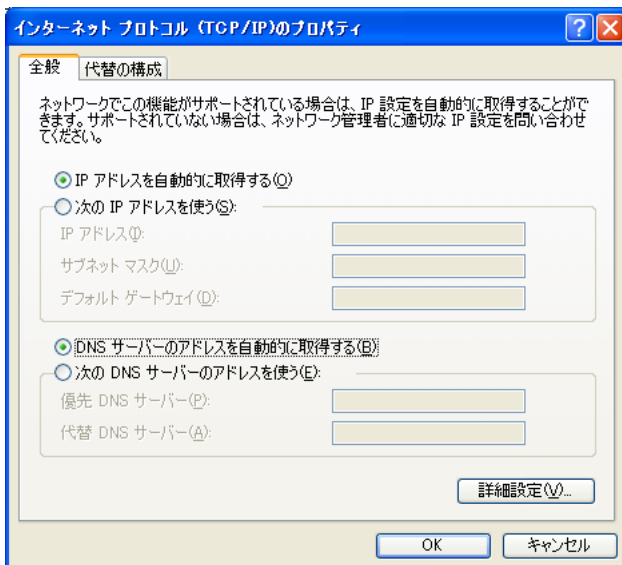 インターネット プロトコル (TCP/IP)のプロパティ
全般
代替の構成
ネットワークでこの機能がサポートされている場合は、IP 設定を自動的に取得することがで
きます。サポートされていない場合は、ネットワーク管理者に適切な IP 設定を問い合わせ
てください。
IP アドレスを自動的に取得する(O)
次の IP アドレスを使う(S):
IP アドレス(I):
サブネット マスク(U):
デフォルト ゲートウェイ(D):
DNS サーバーのアドレスを自動的に取得する(B)
次の DNS サーバーのアドレスを使う(E):
優先 DNS サーバー(P):
代替 DNS サーバー(A):
詳細設定(V)...
OK
キャンセル